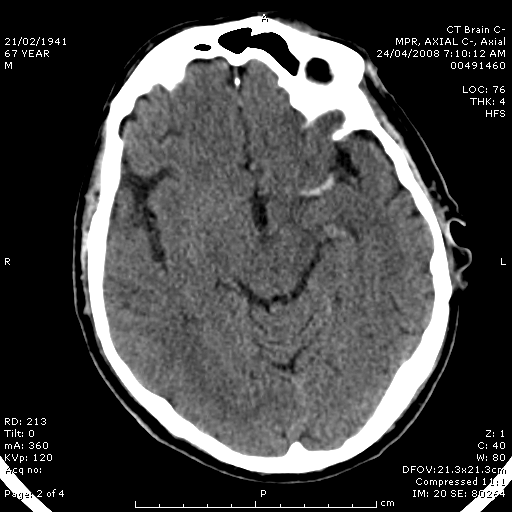 A
21/02/1941
67 YEAR
M
CT Brain C-
MPR, AXIAL C-, Axial
24/04/2008 7:10:12 AM
00491460
LOC: 76
THK: 4
HFS
R
L
RD: 213
Tilt: 0
mA: 360
KVp: 120
Acq no:
Page: 2 of 4
P
cm
Z: 1
C: 40
W: 80
DFOV:21.3x21.3cm
Compressed 11:1
IM: 20 SE: 80264